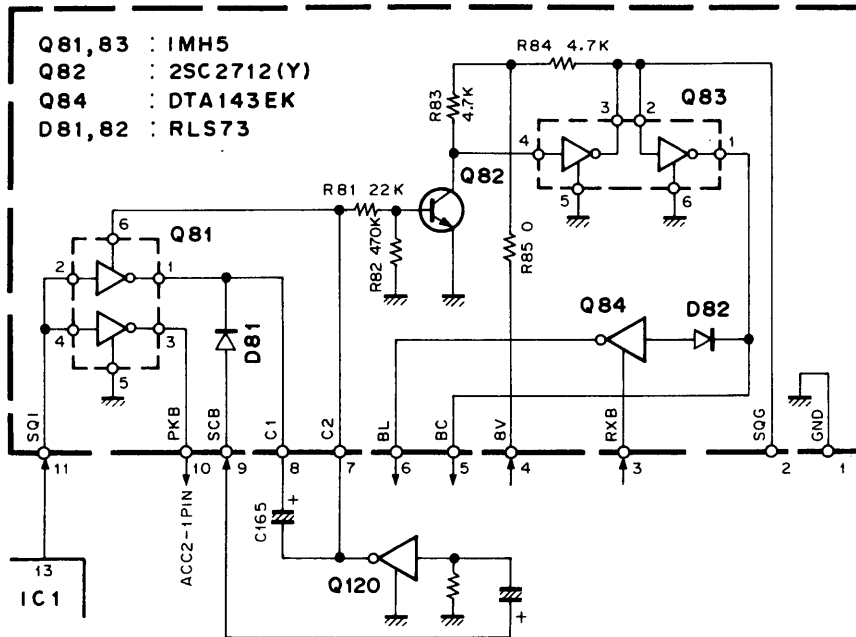 Q81,83 : IMH5
Q82 : 2SC2712(Y)
Q84 : DTA143EK
D81,82 : RLS73
R84 4.7K
R83 4.7K
3 2 Q83
4 1
5 6
Q82
R81 22K
R82 470K
R85 0
6 Q81
2 1
4 3
5
D81
Q84 D82
SQI PKB SCB C1 C2 BL BC 8V RXB SQG GND
11 10 9 8 7 6 5 4 3 2 1
ACC2-1PIN
C165 +
Q120
+
13
IC1